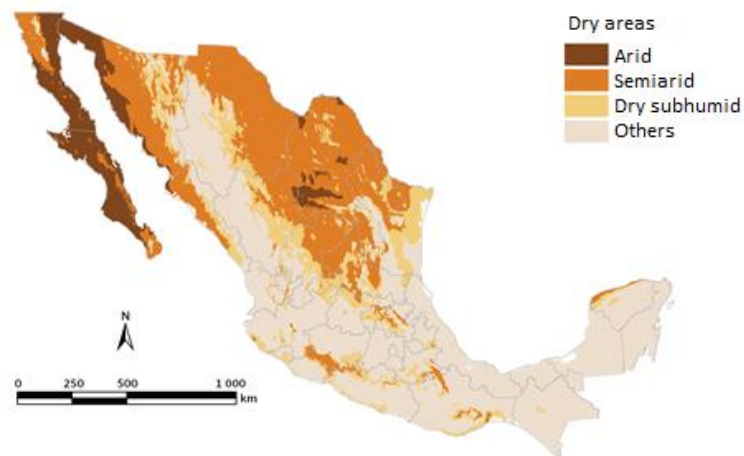 Dry areas
Arid
Semiarid
Dry subhumid
Others
N
0 250 500 1 000
km